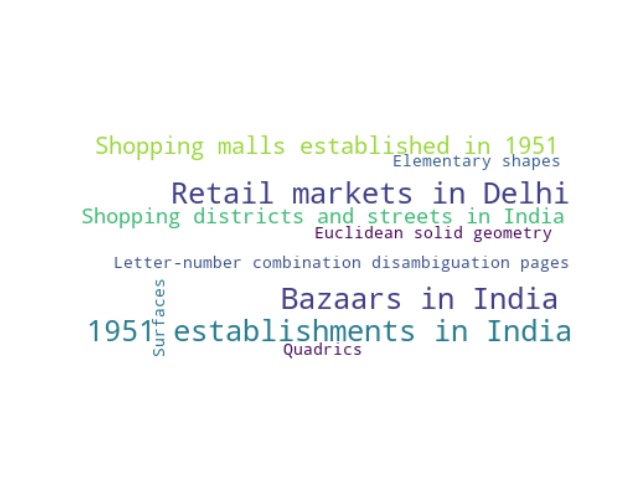 Shopping malls established in 1951
Elementary shapes
Retail markets in Delhi
Shopping districts and streets in India
Euclidean solid geometry
Letter-number combination disambiguation pages
Surfaces
Bazaars in India
1951 establishments in India
Quadrics